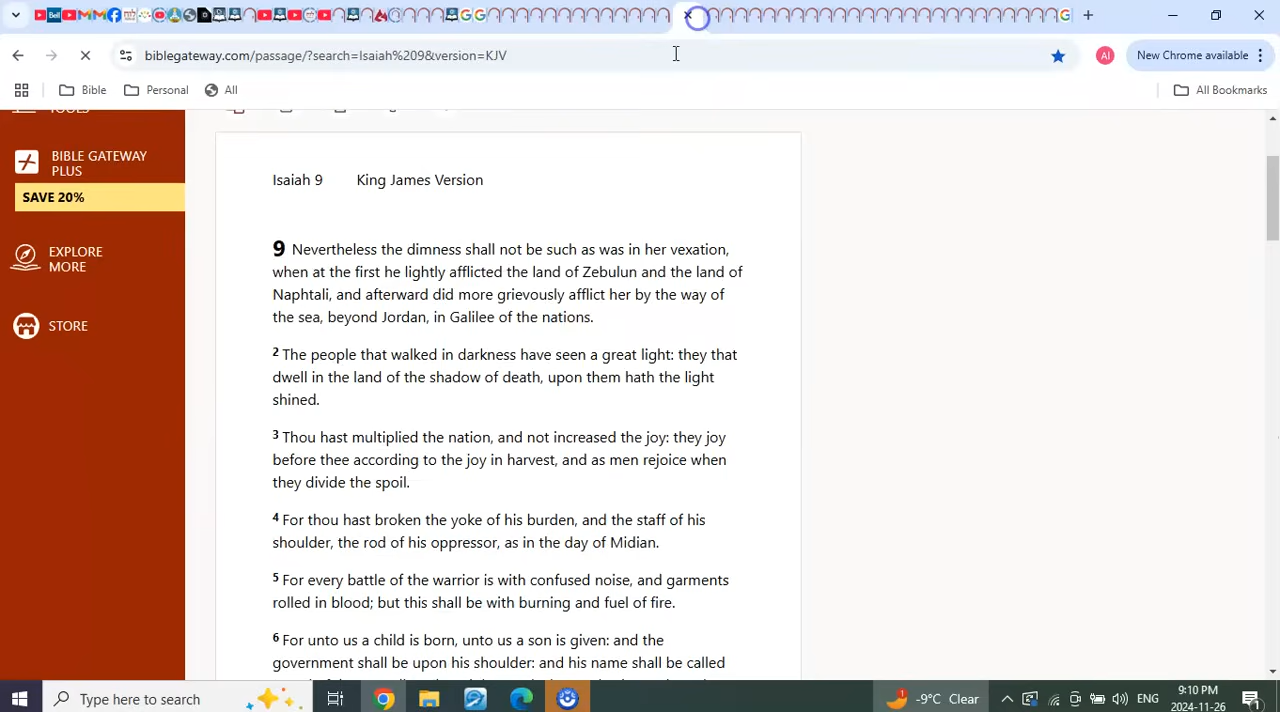 biblegateway.com/passage/?search=Isaiah%209&version=KJV
AI
New Chrome available
Bible
Personal
All
All Bookmarks
TOOLS
BIBLE GATEWAY
PLUS
SAVE 20%
EXPLORE
MORE
STORE
Isaiah 9 King James Version
9 Nevertheless the dimness shall not be such as was in her vexation,
when at the first he lightly afflicted the land of Zebulun and the land of
Naphtali, and afterward did more grievously afflict her by the way of
the sea, beyond Jordan, in Galilee of the nations.
2 The people that walked in darkness have seen a great light: they that
dwell in the land of the shadow of death, upon them hath the light
shined.
3 Thou hast multiplied the nation, and not increased the joy: they joy
before thee according to the joy in harvest, and as men rejoice when
they divide the spoil.
4 For thou hast broken the yoke of his burden, and the staff of his
shoulder, the rod of his oppressor, as in the day of Midian.
5 For every battle of the warrior is with confused noise, and garments
rolled in blood; but this shall be with burning and fuel of fire.
6 For unto us a child is born, unto us a son is given: and the
government shall be upon his shoulder: and his name shall be called
Type here to search
-9°C Clear
ENG
9:10 PM
2024-11-26